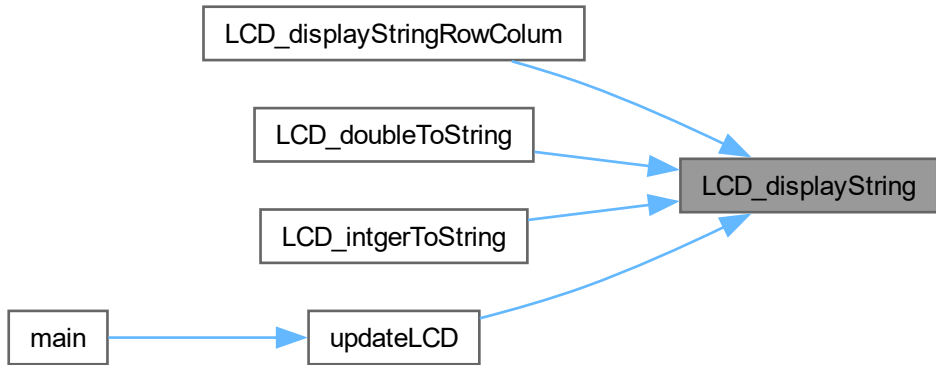 LCD_displayStringRowColum
LCD_doubleToString
LCD_displayString
LCD_intgerToString
main
updateLCD